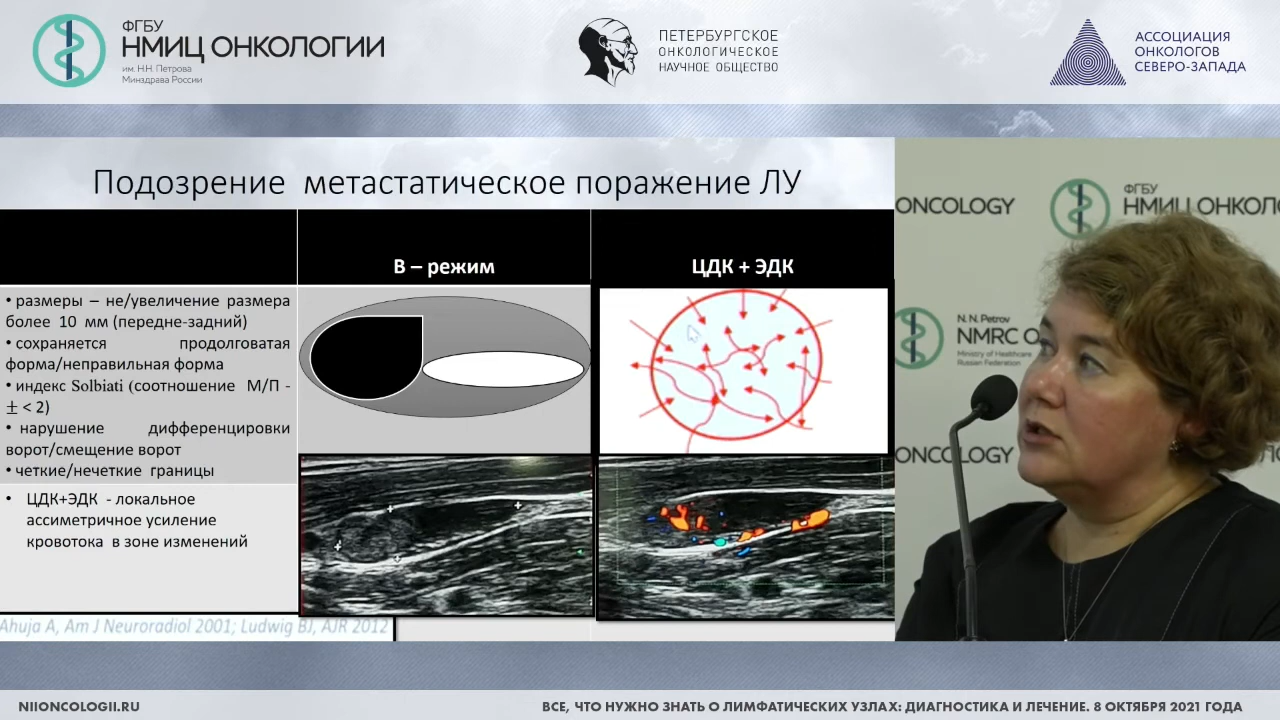 ФГБУ
НМИЦ ОНКОЛОГИИ
им. Н.Н. Петрова
Минздрава России
ПЕТЕРБУРГСКОЕ
ОНКОЛОГИЧЕСКОЕ
НАУЧНОЕ ОБЩЕСТВО
АССОЦИАЦИЯ
ОНКОЛОГОВ
СЕВЕРО-ЗАПАДА
Подозрение метастатическое поражение ЛУ
В – режим
ЦДК + ЭДК
• размеры – не/увеличение размера
более 10 мм (передне-задний)
• сохраняется продолговатая
форма/неправильная форма
• индекс Solbiati (соотношение М/П -
± < 2)
• нарушение дифференцировки
ворот/смещение ворот
• четкие/нечеткие границы
• ЦДК+ЭДК - локальное
ассиметричное усиление
кровотока в зоне изменений
Ahuja A, Am J Neuroradiol 2001; Ludwig BJ, AJR 2012
ONCOLOGY
ФГБУ
НМИЦ ОНКОЛ
N. N. Petrov
NMRC O
Ministry of Healthcare
Russian Federation
ONCOLOGY
NIIONCOLOGII.RU
ВСЕ, ЧТО НУЖНО ЗНАТЬ О ЛИМФАТИЧЕСКИХ УЗЛАХ: ДИАГНОСТИКА И ЛЕЧЕНИЕ. 8 ОКТЯБРЯ 2021 ГОДА